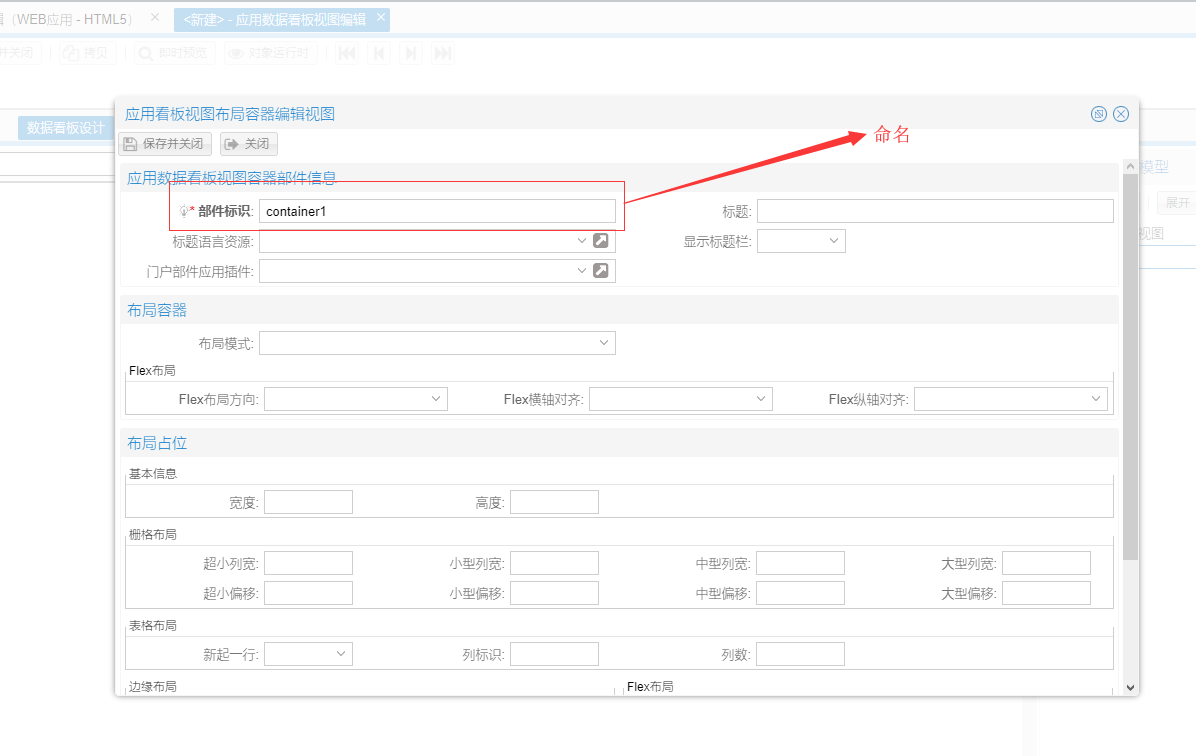 (WEB应用 - HTML5)
<新建> - 应用数据看板视图编辑
并关闭 拷贝 即时预览 对象运行时
数据看板设计
应用看板视图布局容器编辑视图
保存并关闭 关闭
命名
模型
应用数据看板视图容器部件信息
* 部件标识: container1 标题:
展开
标题语言资源: 显示标题栏:
视图
门户部件应用插件:
布局容器
布局模式:
Flex布局
Flex布局方向: Flex横轴对齐: Flex纵轴对齐:
布局占位
基本信息
宽度: 高度:
栅格布局
超小列宽: 小型列宽: 中型列宽: 大型列宽:
超小偏移: 小型偏移: 中型偏移: 大型偏移:
表格布局
新起一行: 列标识: 列数:
边缘布局 Flex布局